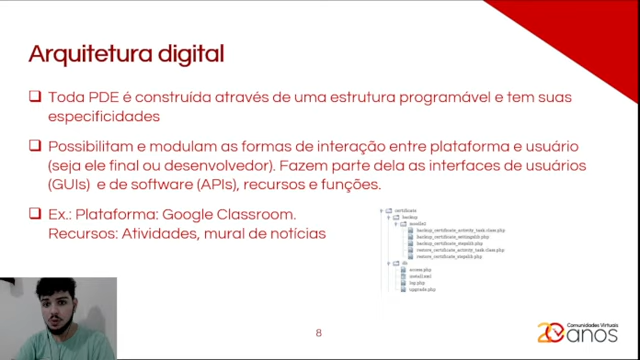 Arquitetura digital
Toda PDE é construída através de uma estrutura programável e tem suas
especificidades
Possibilitam e modulam as formas de interação entre plataforma e usuário
(seja ele final ou desenvolvedor). Fazem parte dela as interfaces de usuários
(GUIs) e de software (APIs), recursos e funções.
Ex.: Plataforma: Google Classroom.
Recursos: Atividades, mural de notícias
certificate
backup
moodle2
backup_certificate_activity_task.class.php
backup_certificate_settingslib.php
backup_certificate_stepslib.php
restore_certificate_activity_task.class.php
restore_certificate_stepslib.php
db
access.php
install.xml
log.php
upgrade.php
8
Comunidades Virtuais
20 anos